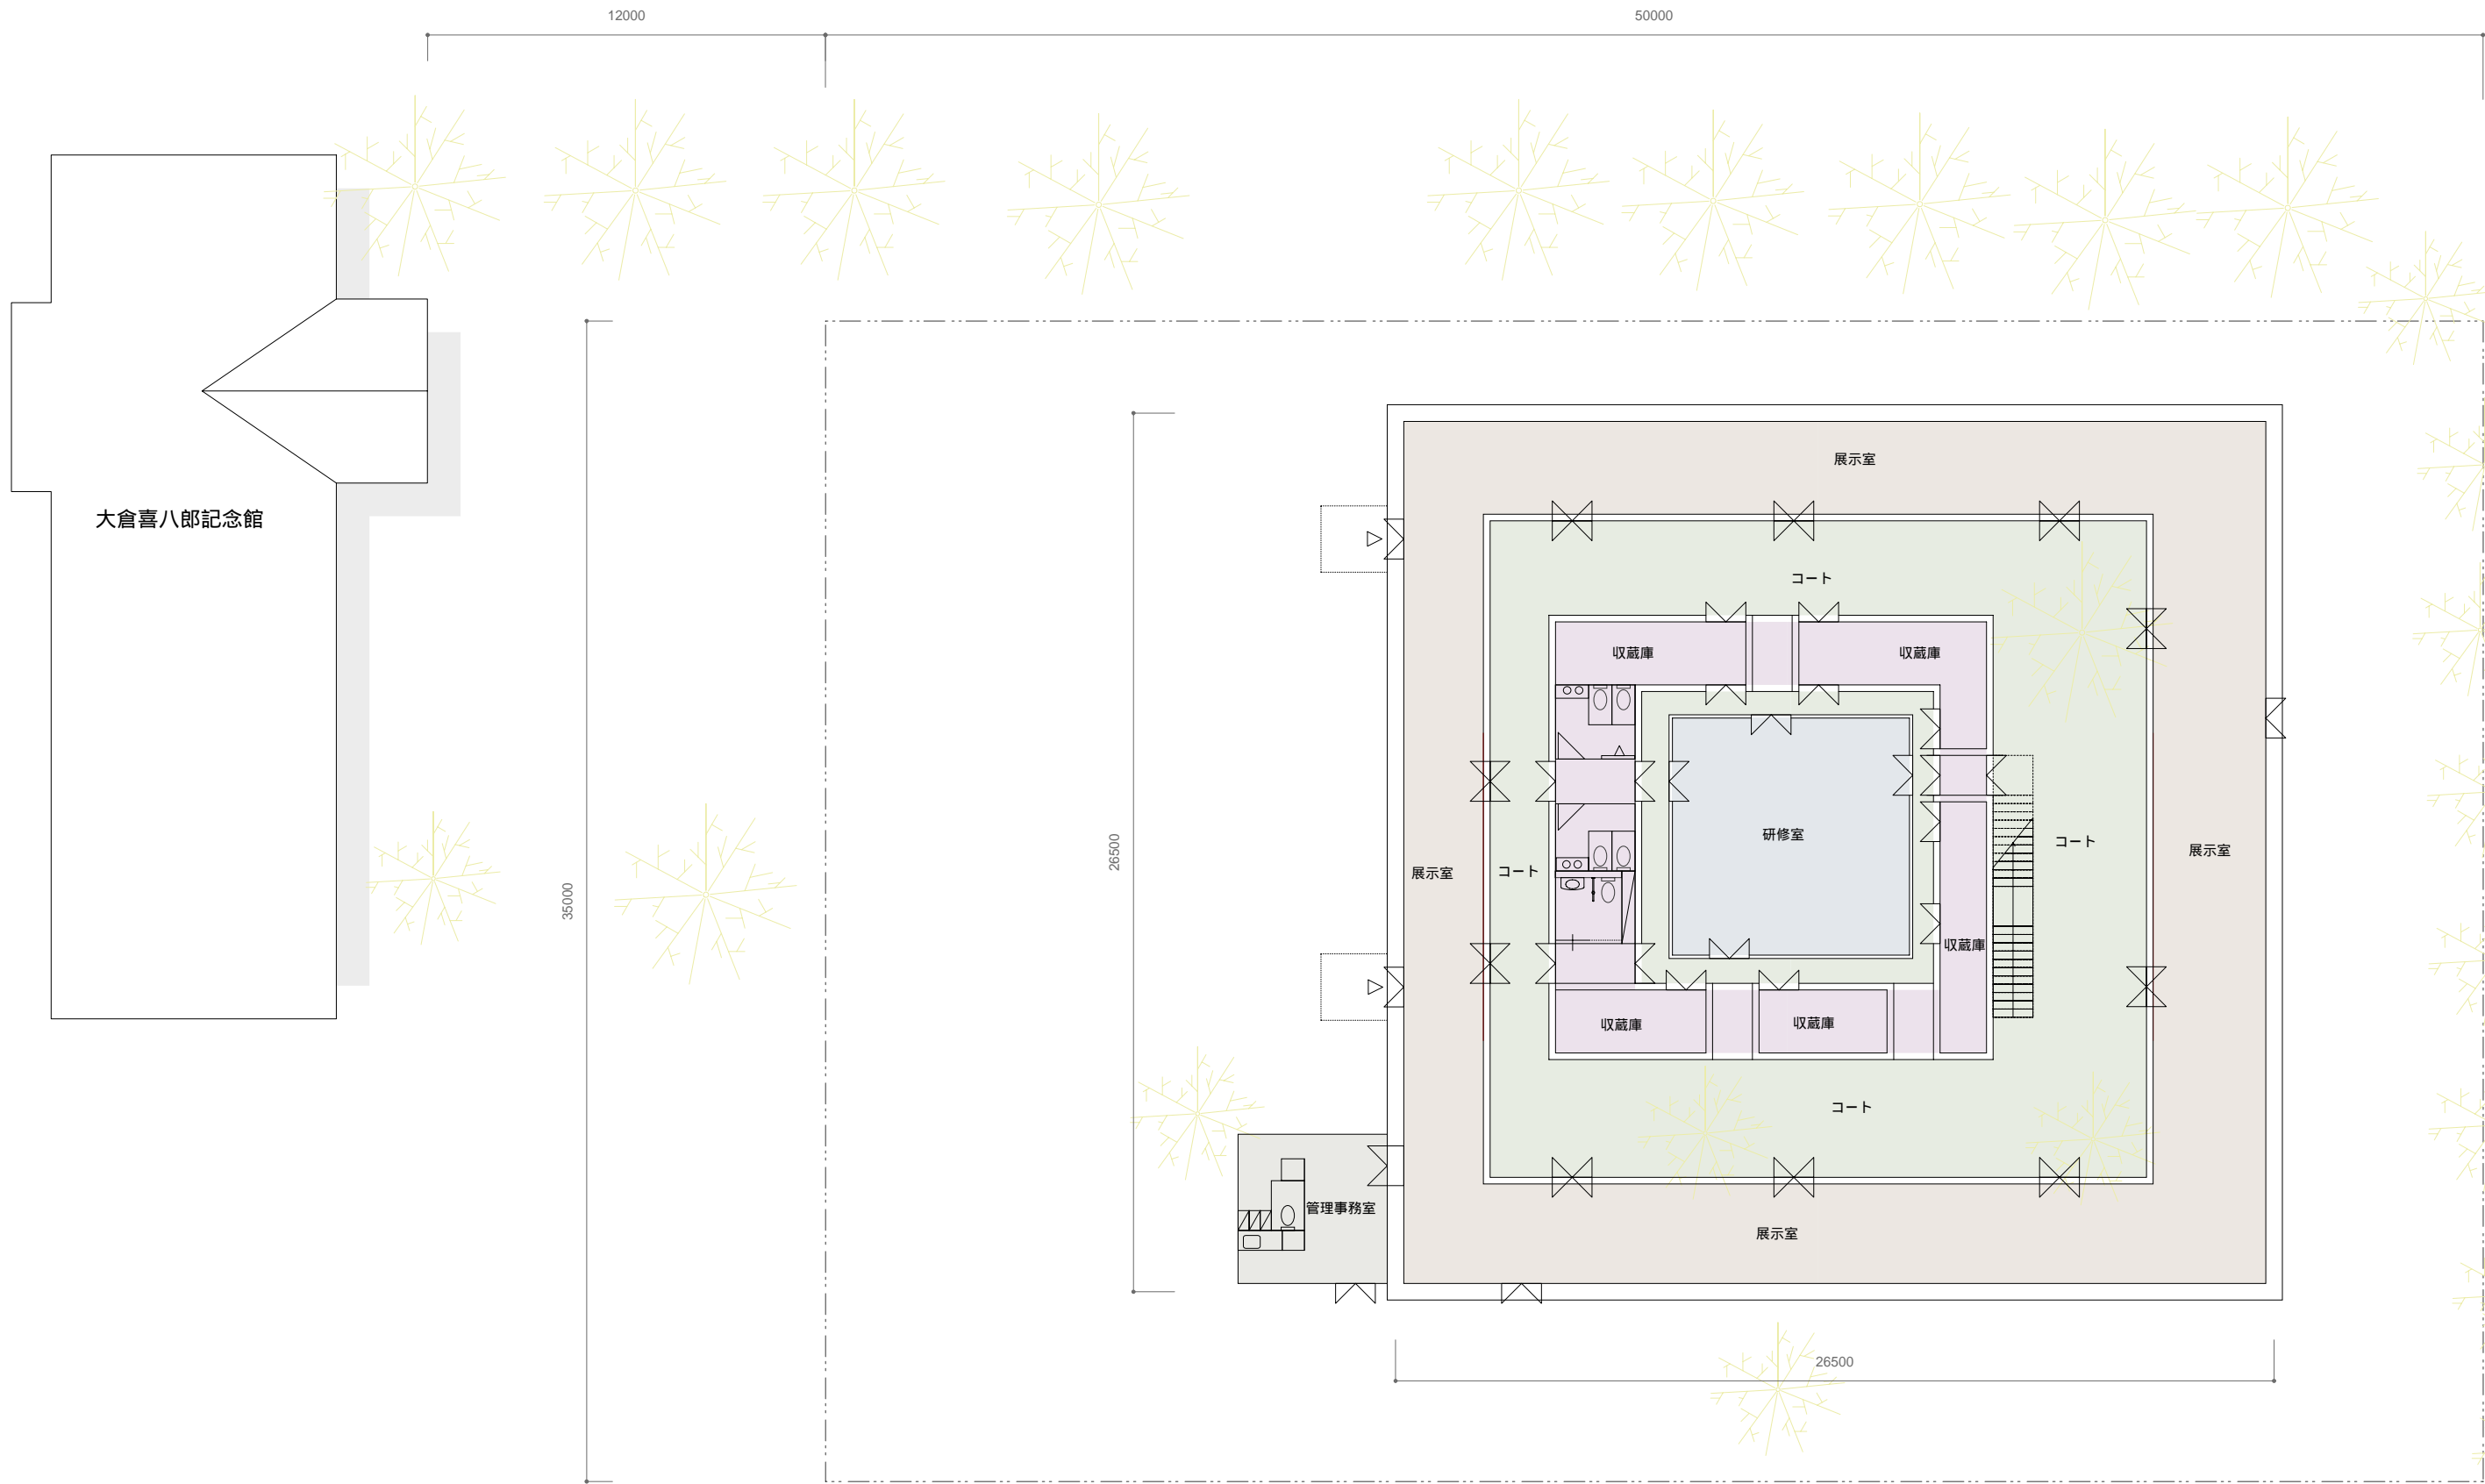 12000
50000
展示室
大倉喜八郎記念館
コート
収蔵庫
収蔵庫
研修室
コート
展示室
26500
展示室
コート
35000
収蔵庫
収蔵庫
収蔵庫
コート
管理事務室
展示室
26500